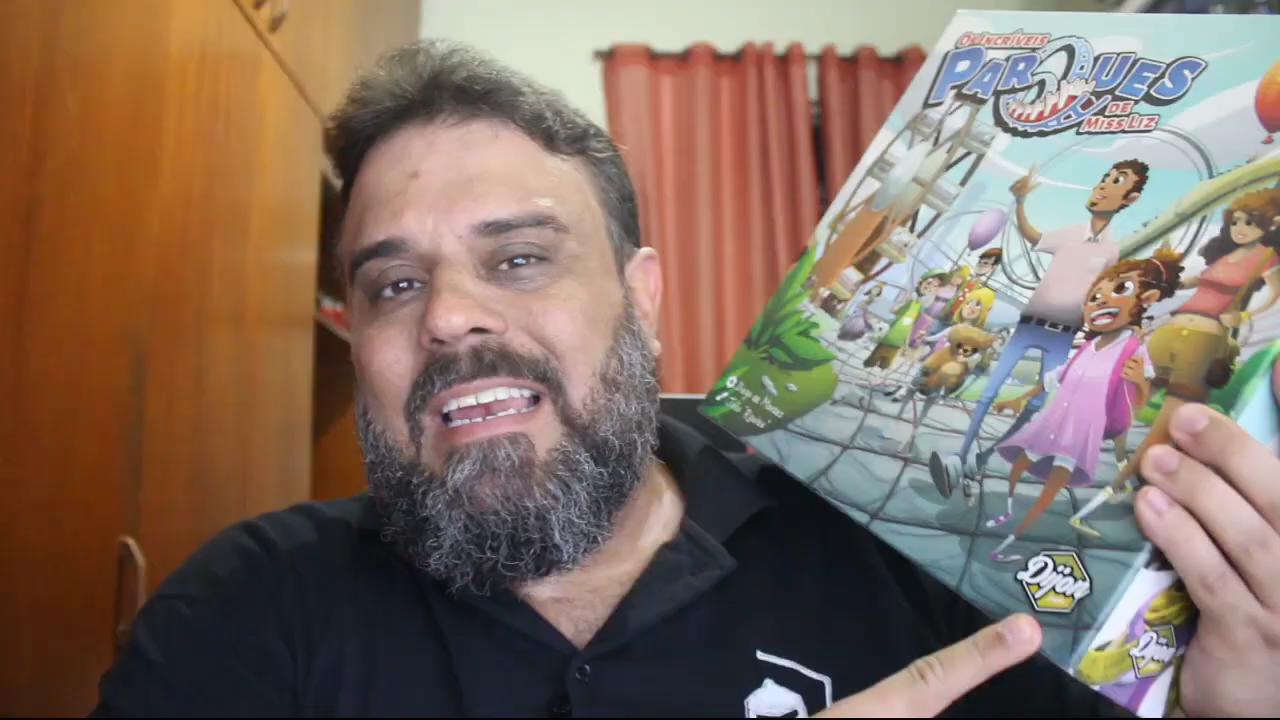 Os Incríveis
PARQUES
DE
MISS LIZ
Dijon
Dijon